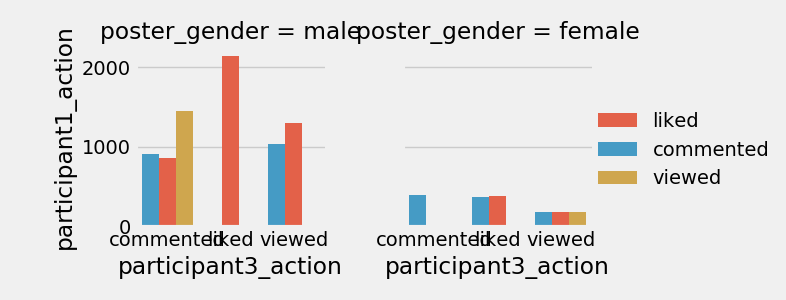 poster_gender = male
poster_gender = female
participant1_action
2000
1000
0
commented
liked
viewed
participant3_action
commented
liked
viewed
participant3_action
liked
commented
viewed